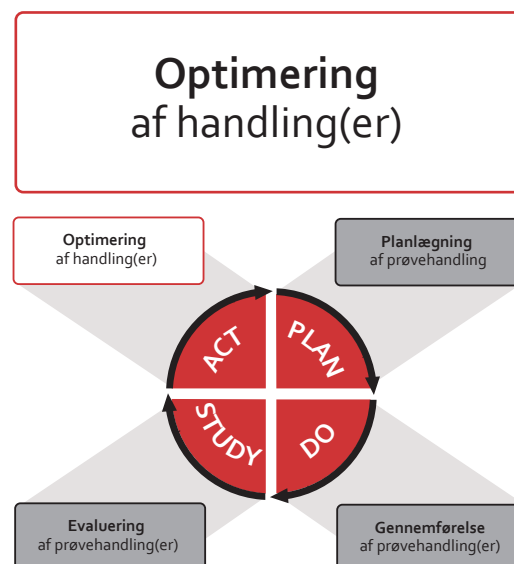 Optimering
af handling(er)
Optimering
af handling(er)
Planlægning
af prøvehandling
ACT
PLAN
STUDY
DO
Evaluering
af prøvehandling(er)
Gennemførelse
af prøvehandling(er)